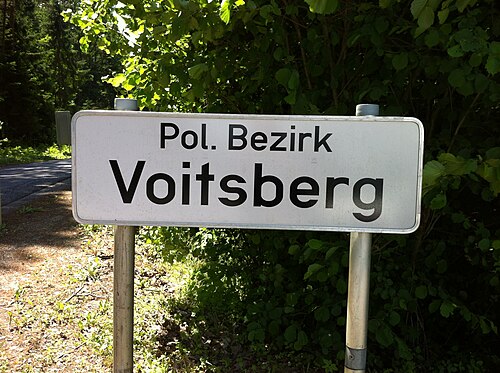 Pol. Bezirk
Voitsberg